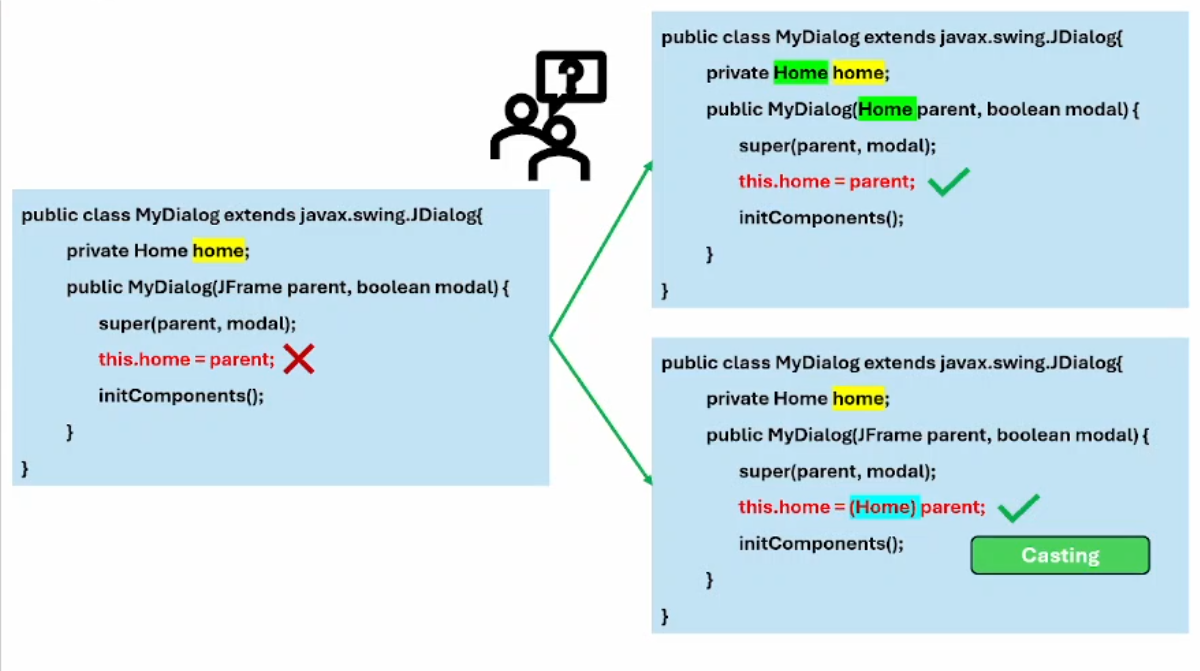 public class MyDialog extends javax.swing.JDialog{
private Home home;
public MyDialog(JFrame parent, boolean modal) {
super(parent, modal);
this.home = parent;
initComponents();
}
}
?
public class MyDialog extends javax.swing.JDialog{
private Home home;
public MyDialog(Home parent, boolean modal) {
super(parent, modal);
this.home = parent;
initComponents();
}
}
public class MyDialog extends javax.swing.JDialog{
private Home home;
public MyDialog(JFrame parent, boolean modal) {
super(parent, modal);
this.home = (Home) parent;
initComponents();
Casting
}
}